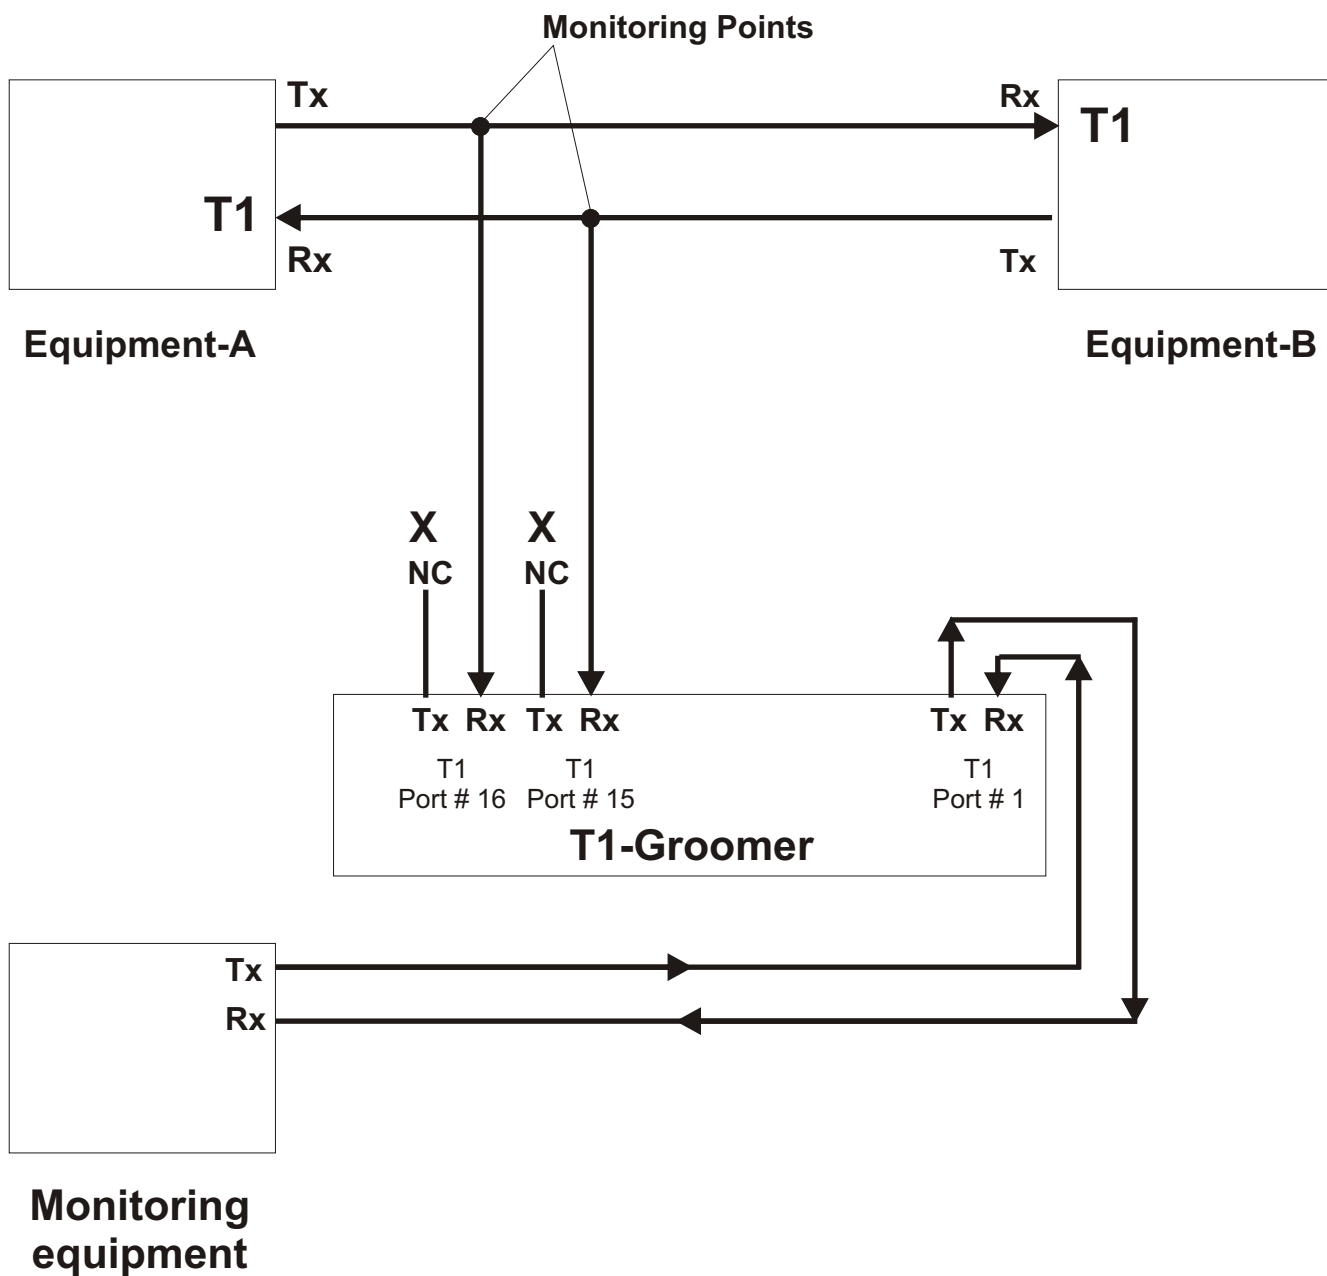 Monitoring Points
Tx
Rx
T1
T1
Rx
Tx
Equipment-A
Equipment-B
X
X
NC
NC
Tx Rx Tx Rx
Tx Rx
T1
T1
T1
Port # 16
Port # 15
Port # 1
T1-Groomer
Tx
Rx
Monitoring
equipment